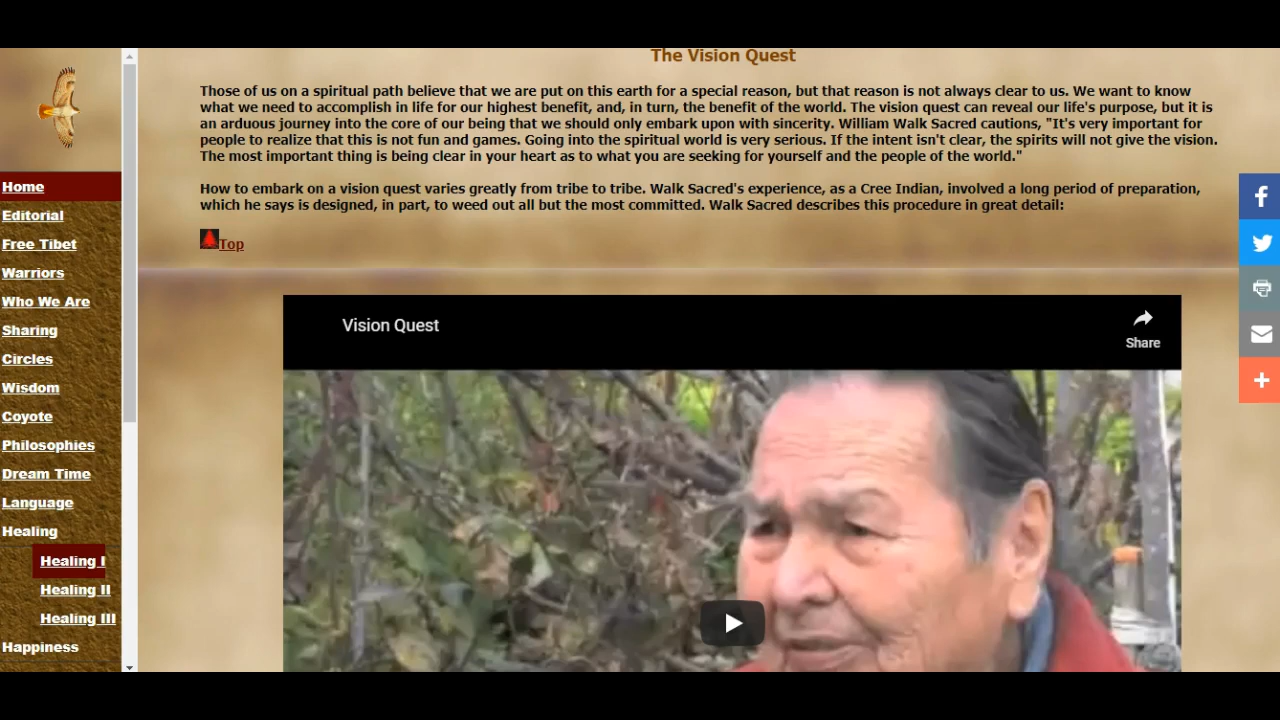 The Vision Quest
Those of us on a spiritual path believe that we are put on this earth for a special reason, but that reason is not always clear to us. We want to know
what we need to accomplish in life for our highest benefit, and, in turn, the benefit of the world. The vision quest can reveal our life's purpose, but it is
an arduous journey into the core of our being that we should only embark upon with sincerity. William Walk Sacred cautions, "It's very important for
people to realize that this is not fun and games. Going into the spiritual world is very serious. If the intent isn't clear, the spirits will not give the vision.
The most important thing is being clear in your heart as to what you are seeking for yourself and the people of the world."
How to embark on a vision quest varies greatly from tribe to tribe. Walk Sacred's experience, as a Cree Indian, involved a long period of preparation,
which he says is designed, in part, to weed out all but the most committed. Walk Sacred describes this procedure in great detail:
Top
Vision Quest
Share
Home
Editorial
Free Tibet
Warriors
Who We Are
Sharing
Circles
Wisdom
Coyote
Philosophies
Dream Time
Language
Healing
Healing I
Healing II
Healing III
Happiness